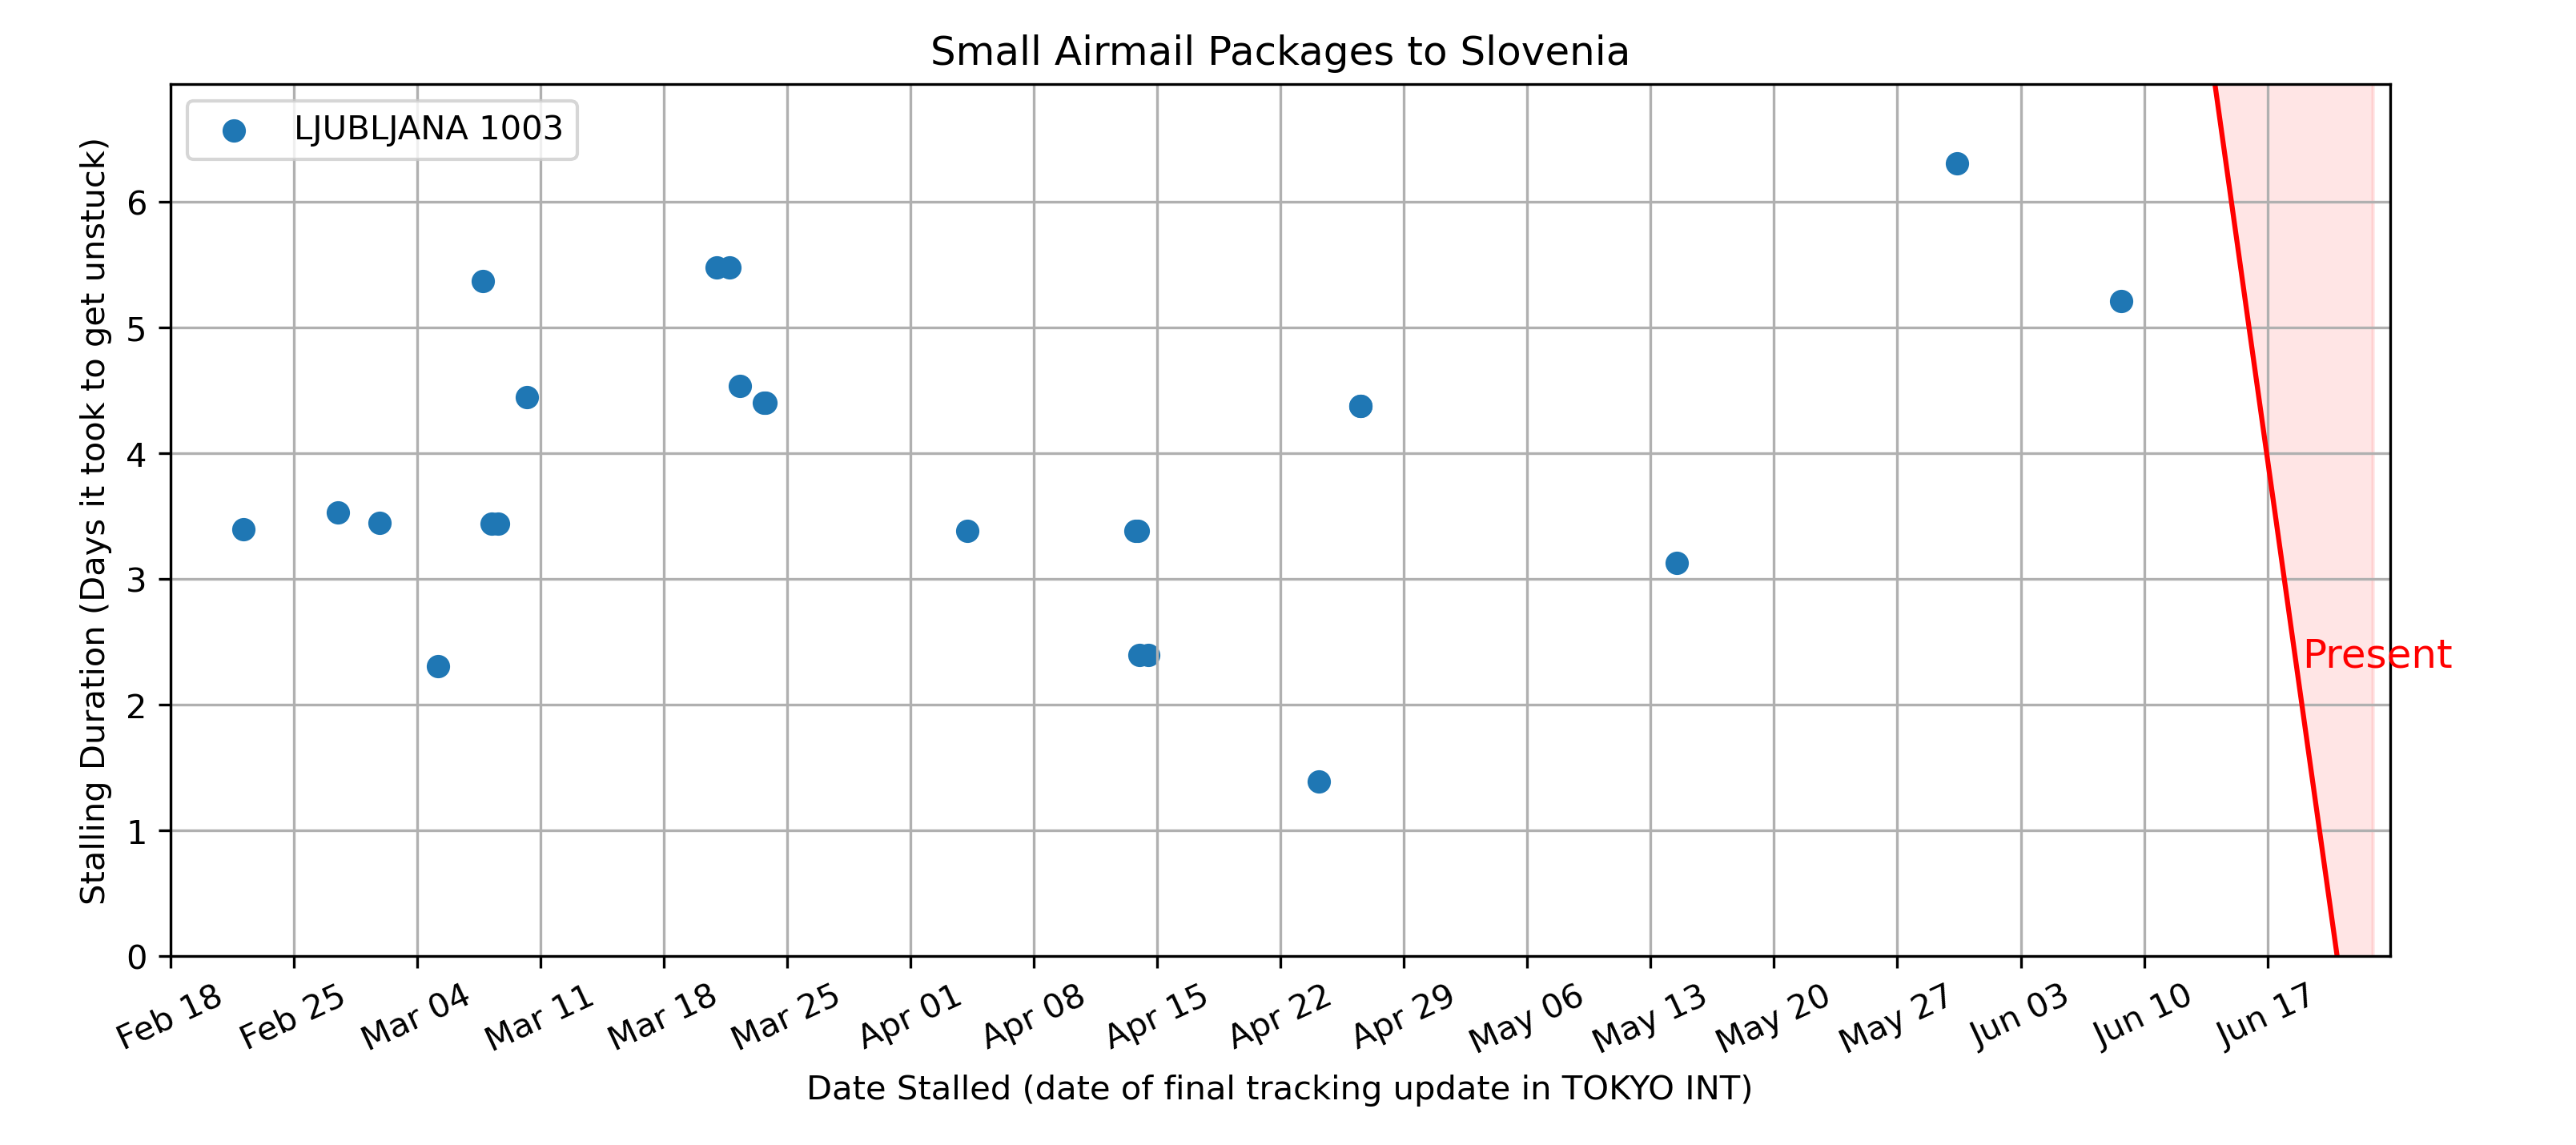 Small Airmail Packages to Slovenia
LJUBLJANA 1003
Stalling Duration (Days it took to get unstuck)
6
5
4
3
2
1
0
Present
Feb 18
Feb 25
Mar 04
Mar 11
Mar 18
Mar 25
Apr 01
Apr 08
Apr 15
Apr 22
Apr 29
May 06
May 13
May 20
May 27
Jun 03
Jun 10
Jun 17
Date Stalled (date of final tracking update in TOKYO INT)